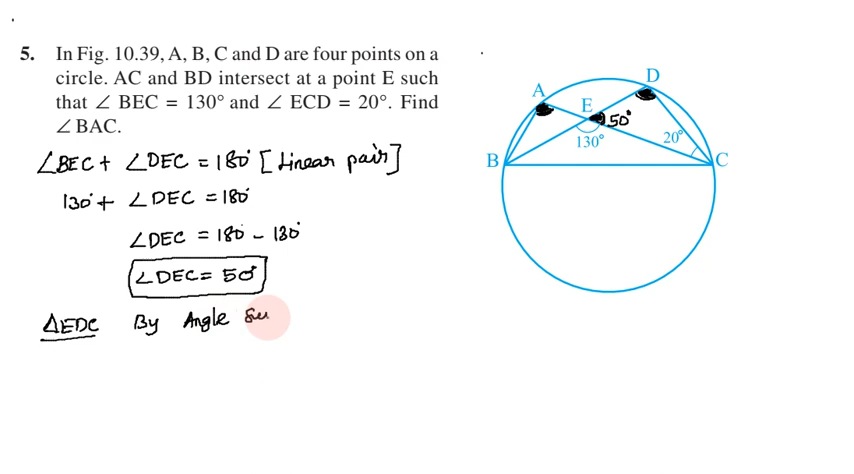 5. In Fig. 10.39, A, B, C and D are four points on a
circle. AC and BD intersect at a point E such
that ∠ BEC = 130° and ∠ ECD = 20°. Find
∠ BAC.
∠BEC + ∠DEC = 180° [Linear pair]
130° + ∠DEC = 180°
∠DEC = 180° - 130°
∠DEC = 50°
△EDC By Angle su
A
D
E
50°
130°
20°
B
C